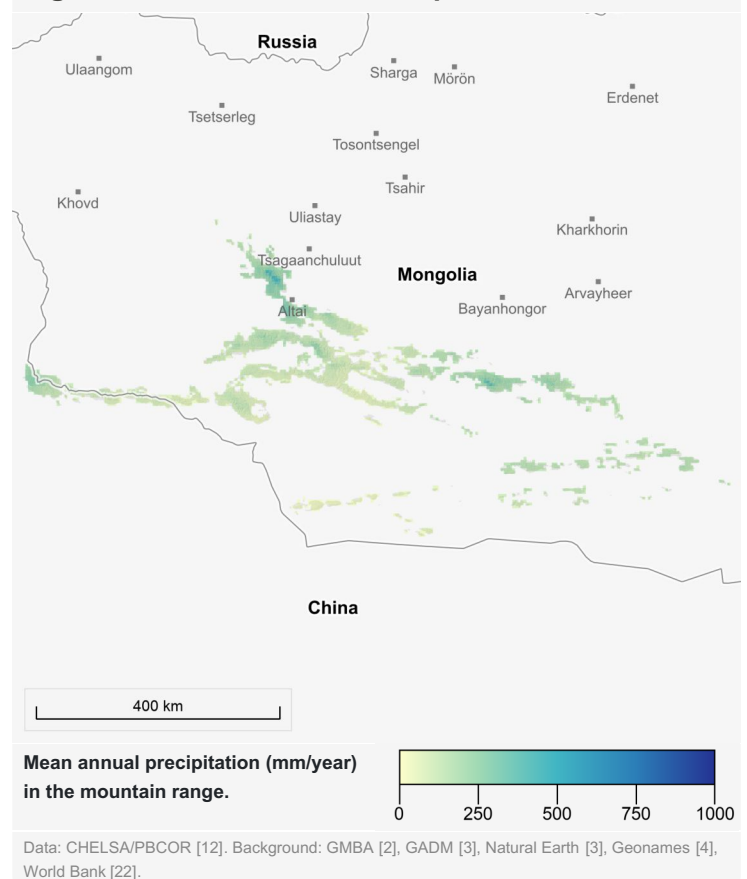 Russia
Ulaangom
Sharga
Mörön
Erdenet
Tsetserleg
Tosontsengel
Tsahir
Khovd
Uliastay
Kharkhorin
Tsagaanchuluut
Mongolia
Arvayheer
Bayanhongor
Altai
China
400 km
Mean annual precipitation (mm/year)
in the mountain range.
0 250 500 750 1000
Data: CHELSA/PBCOR [12]. Background: GMBA [2], GADM [3], Natural Earth [3], Geonames [4],
World Bank [22].